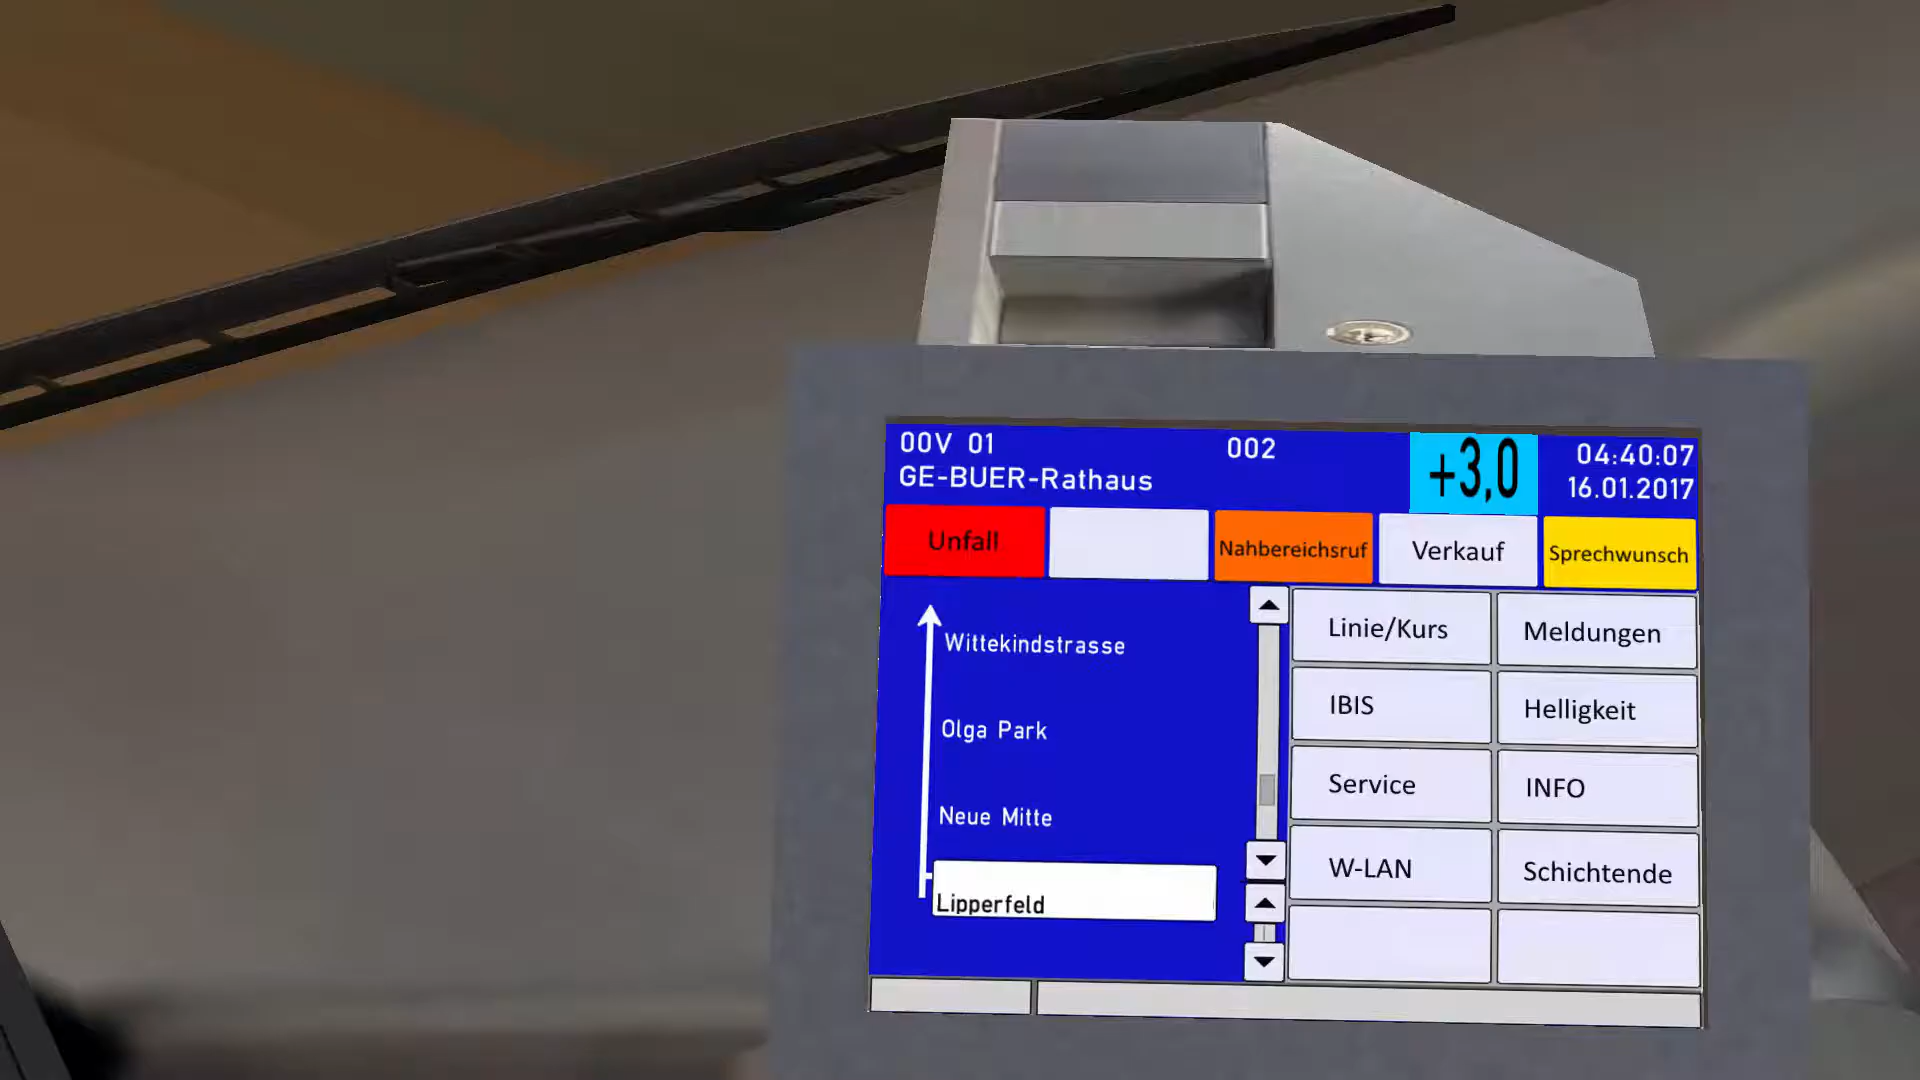 00V 01 002 +3,0 04:40:07
GE-BUER-Rathaus 16.01.2017
Unfall Nahbereichsruf Verkauf Sprechwunsch
Wittekindstrasse
Olga Park
Neue Mitte
Lipperfeld
Linie/Kurs Meldungen
IBIS Helligkeit
Service INFO
W-LAN Schichtende